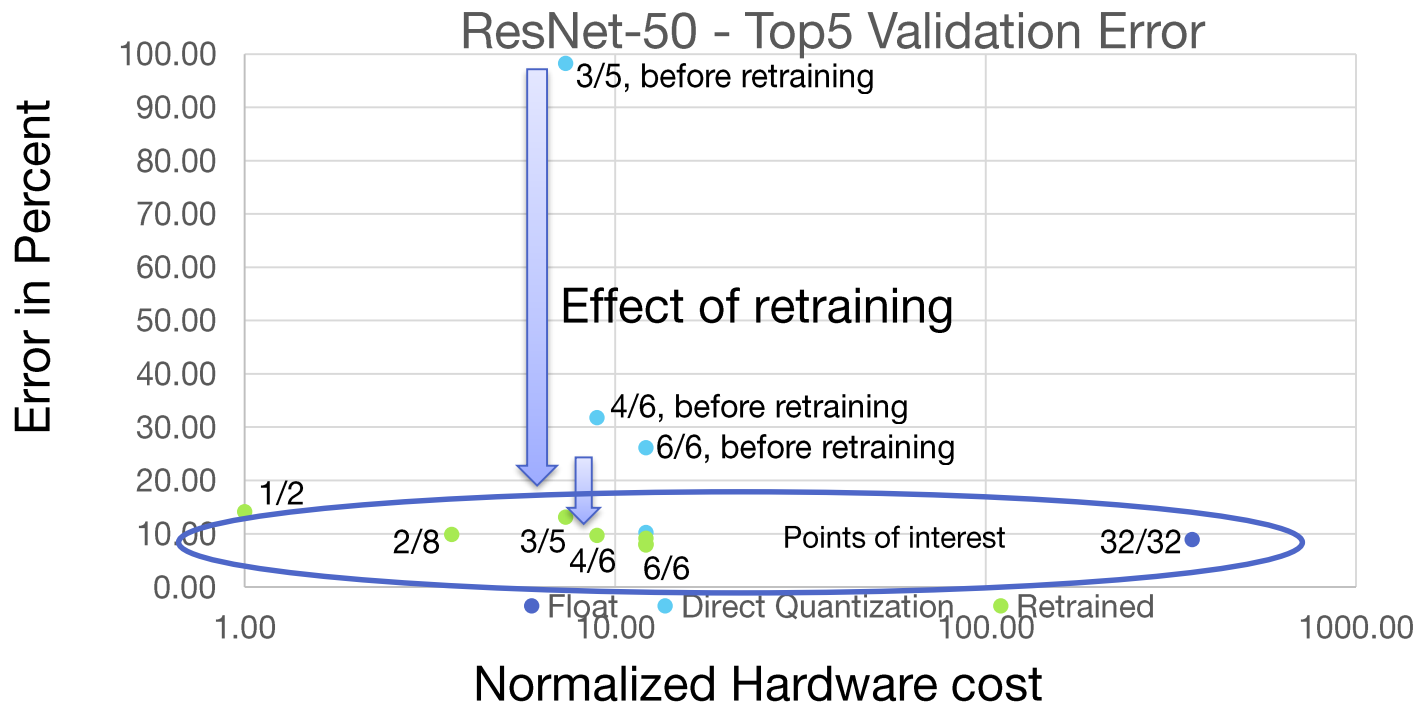 ResNet-50 - Top5 Validation Error
100.00
3/5, before retraining
90.00
80.00
70.00
60.00
Effect of retraining
50.00
40.00
4/6, before retraining
30.00
6/6, before retraining
20.00
1/2
10.00
2/8
3/5
4/6
6/6
Points of interest
32/32
0.00
Float
Direct Quantization
Retrained
1.00
10.00
100.00
1000.00
Error in Percent
Normalized Hardware cost